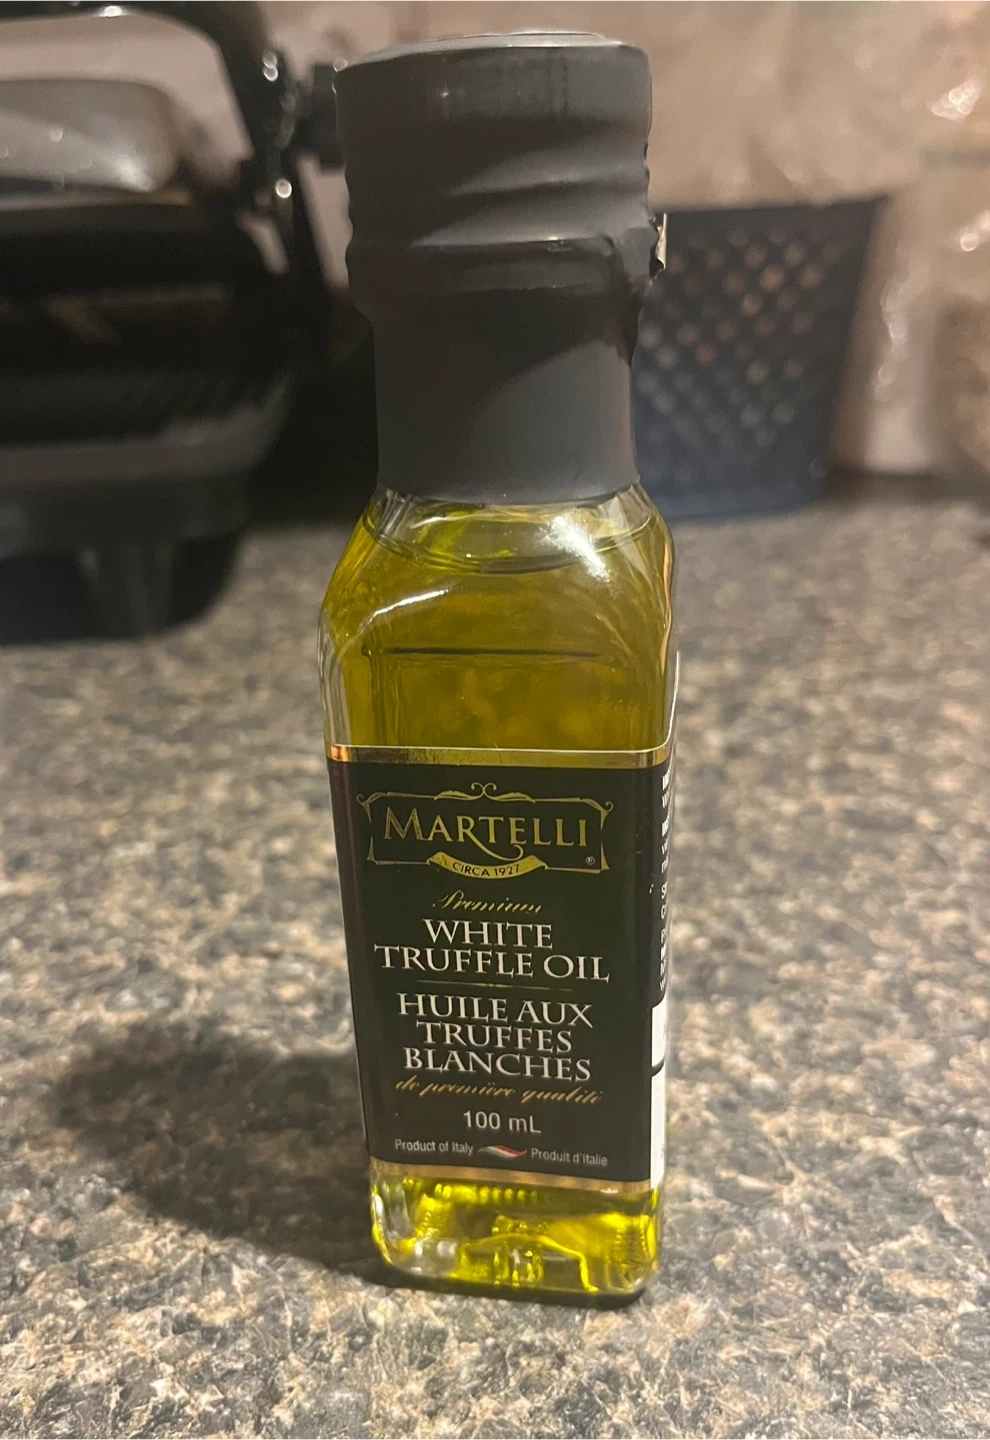 MARTELLI
®
CIRCA 1927
Premium
WHITE
TRUFFLE OIL
HUILE AUX
TRUFFES
BLANCHES
de première qualité
100 mL
Product of Italy Produit d'Italie